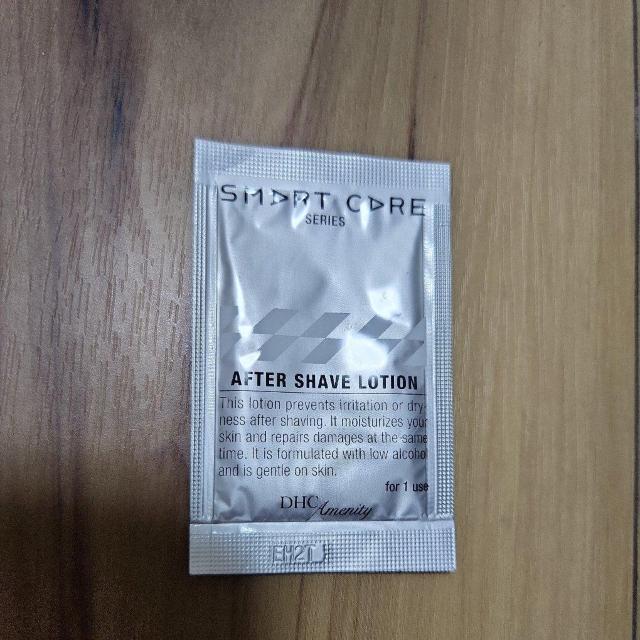 SMART CARE
SERIES
AFTER SHAVE LOTION
This lotion prevents irritation or dry-
ness after shaving. It moisturizes your
skin and repairs damages at the same
time. It is formulated with low alcohol
and is gentle on skin.
for 1 use
DHC Amenity